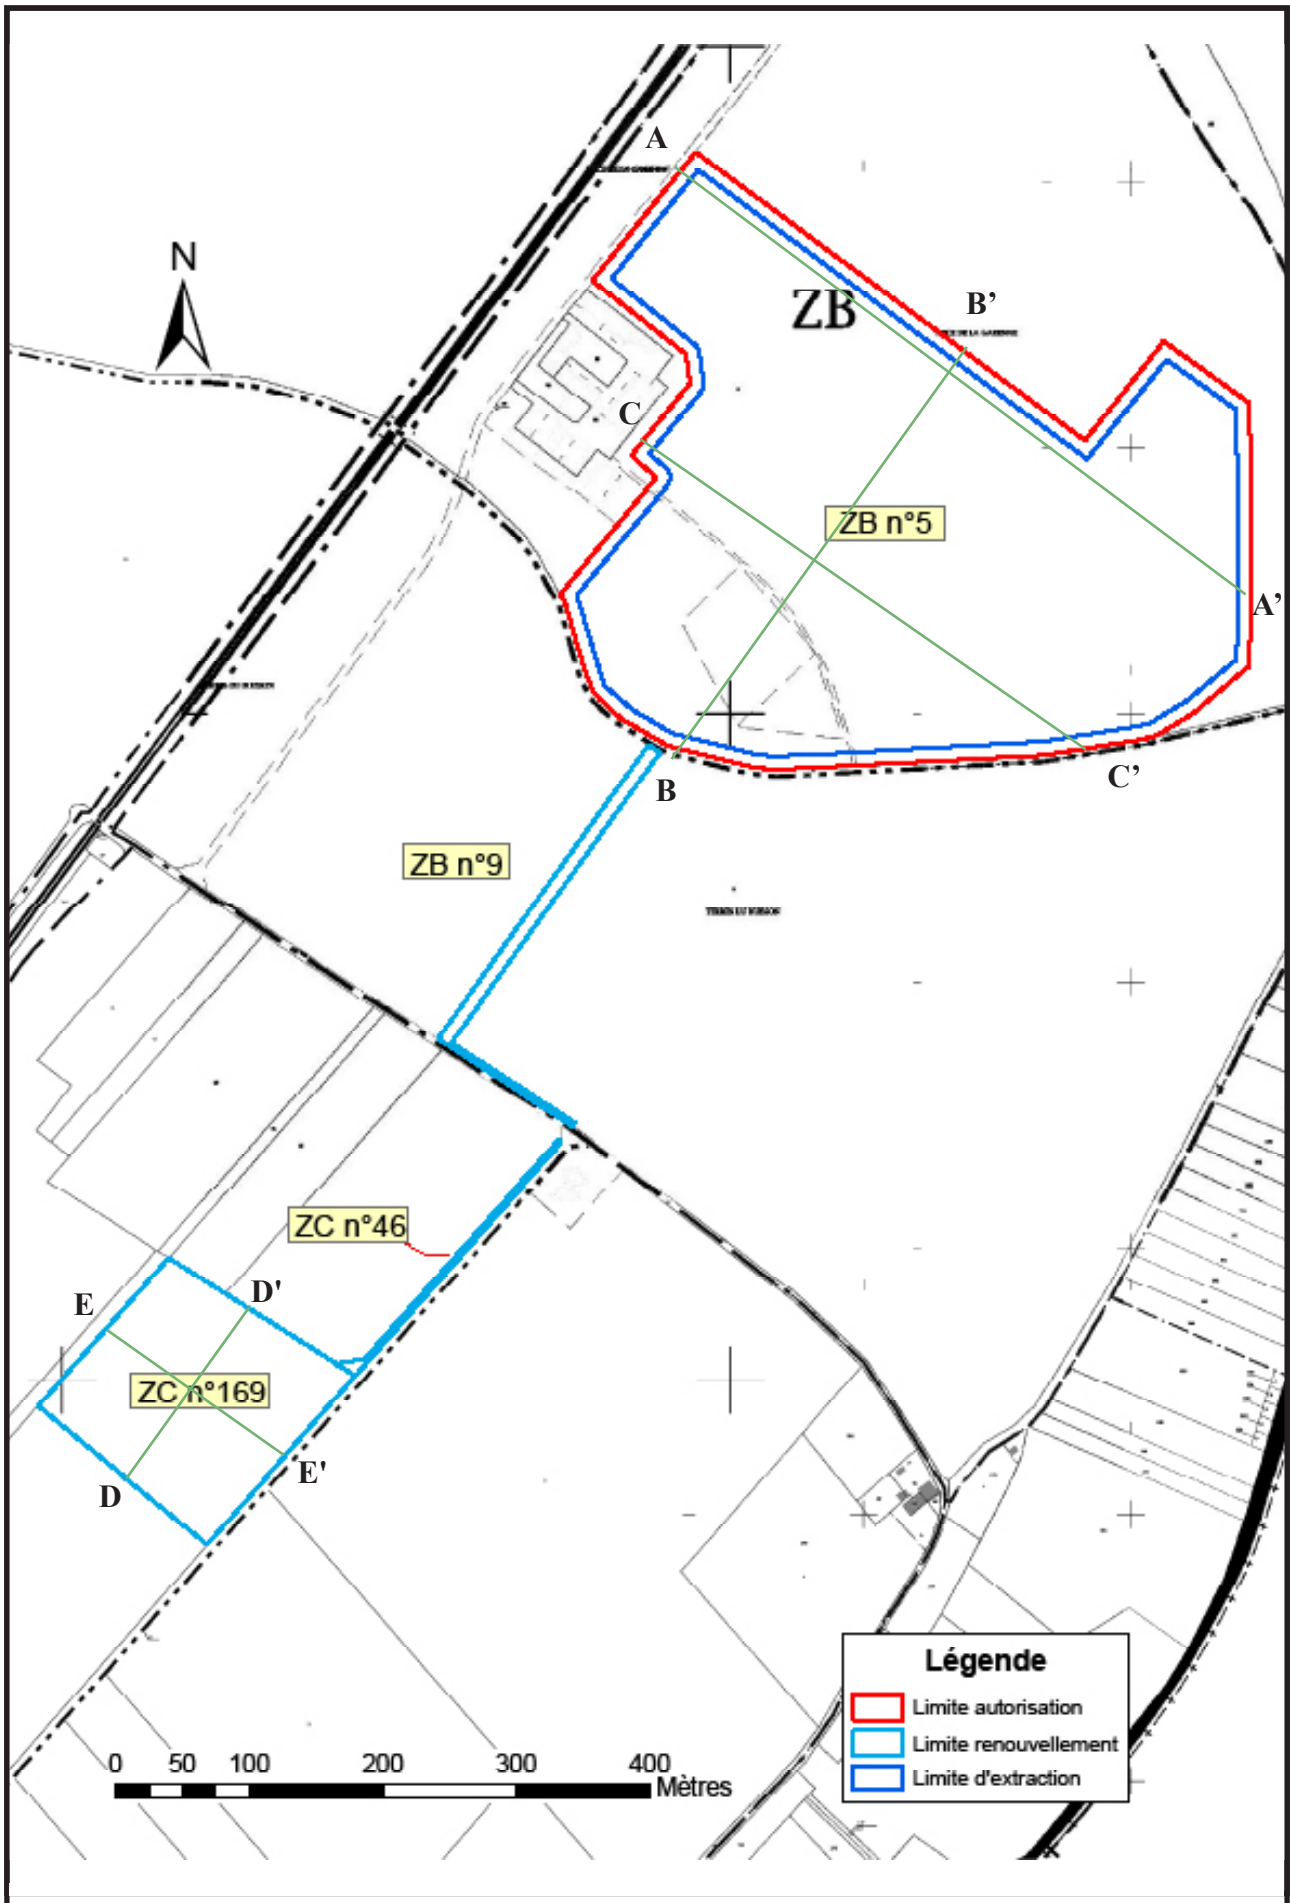 A
N
ZB
B'
C
ZB n°5
A'
B
C'
ZB n°9
ZC n°46
E
D'
ZC n°169
E'
D
Légende
Limite autorisation
Limite renouvellement
Limite d'extraction
0 50 100 200 300 400
Mètres